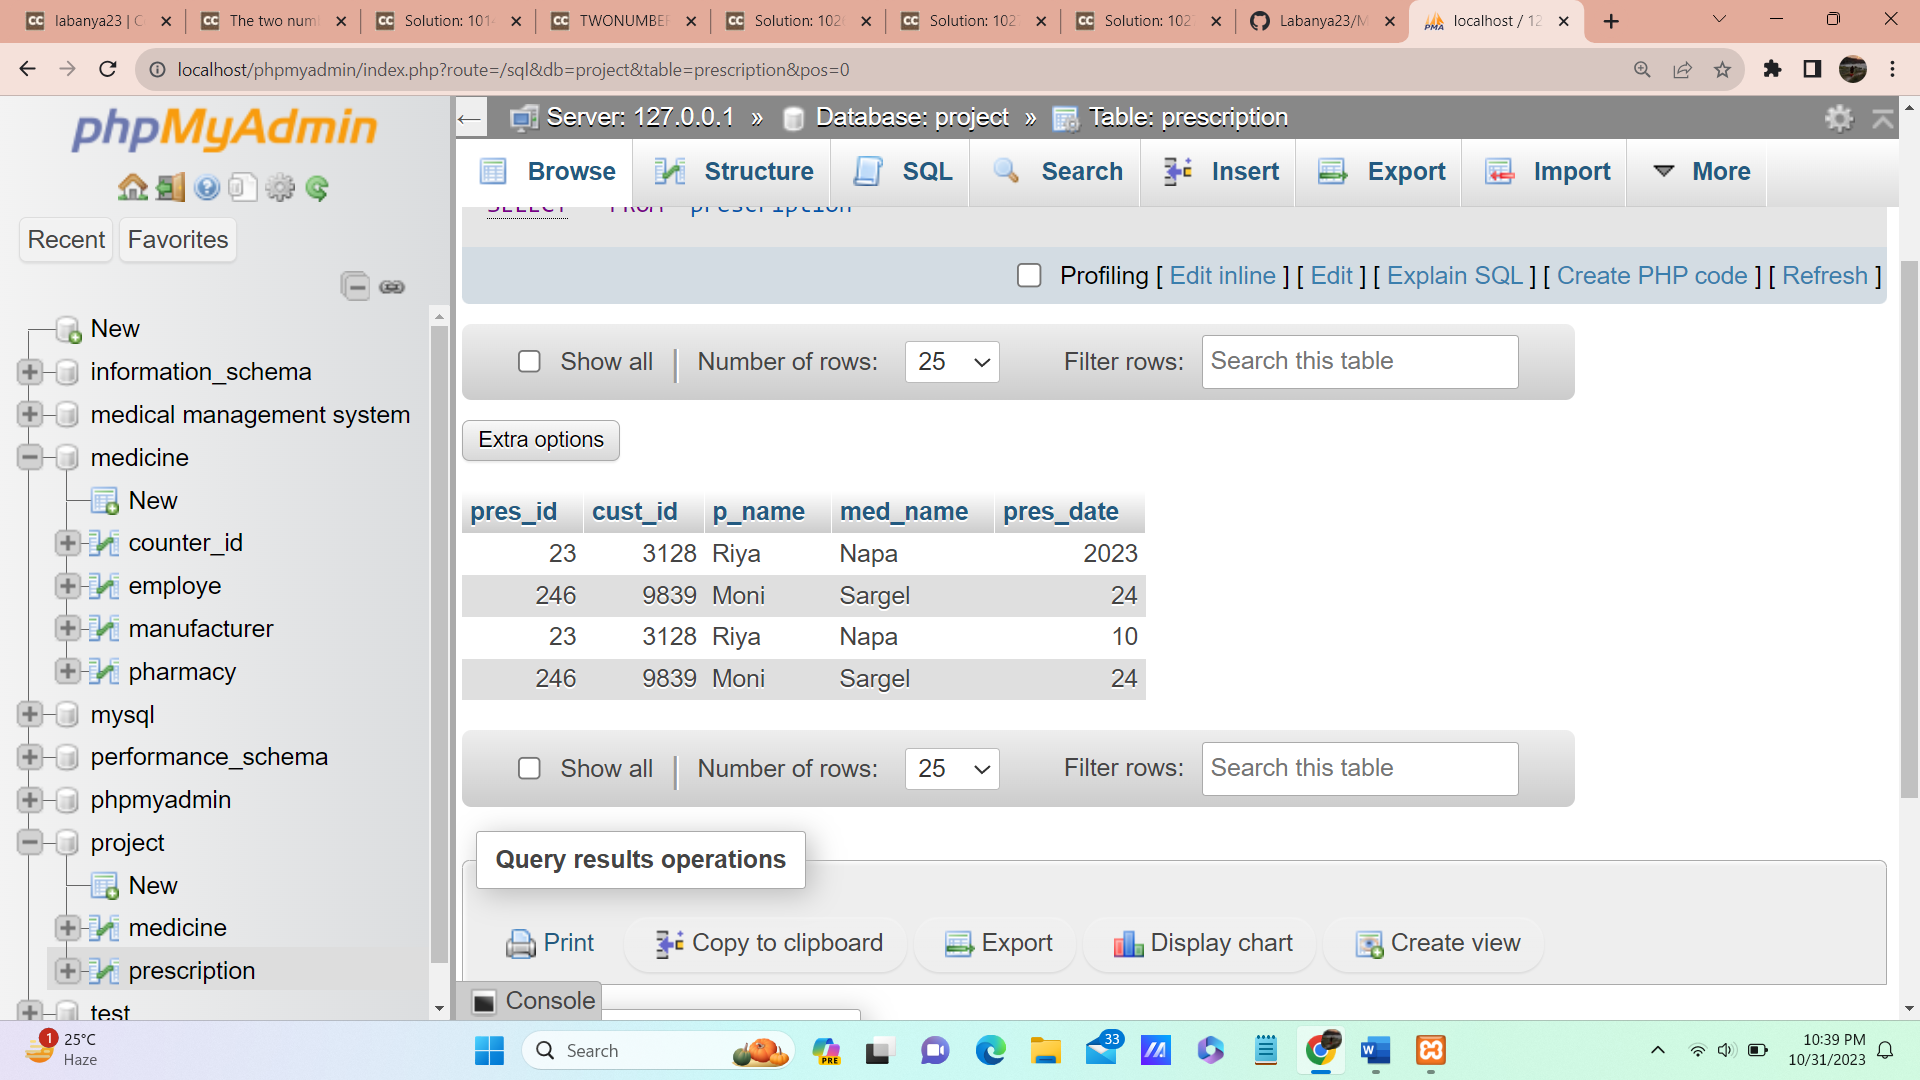 labanya23 | C
The two num
Solution: 101
TWONUMBE
Solution: 102
Solution: 102
Solution: 102
Labanya23/M
localhost / 12
localhost/phpmyadmin/index.php?route=/sql&db=project&table=prescription&pos=0
phpMyAdmin
Recent Favorites
New
information_schema
medical management system
medicine
New
counter_id
employe
manufacturer
pharmacy
mysql
performance_schema
phpmyadmin
project
New
medicine
prescription
test
Server: 127.0.0.1 » Database: project » Table: prescription
Browse Structure SQL Search Insert Export Import More
SELECT * FROM `prescription`
Profiling [ Edit inline ] [ Edit ] [ Explain SQL ] [ Create PHP code ] [ Refresh ]
Show all | Number of rows: 25 Filter rows: Search this table
Extra options
pres_id cust_id p_name med_name pres_date
23 3128 Riya Napa 2023
246 9839 Moni Sargel 24
23 3128 Riya Napa 10
246 9839 Moni Sargel 24
Show all | Number of rows: 25 Filter rows: Search this table
Query results operations
Print Copy to clipboard Export Display chart Create view
Console
1
25°C
Haze
Search
PRE
33
10:39 PM
10/31/2023